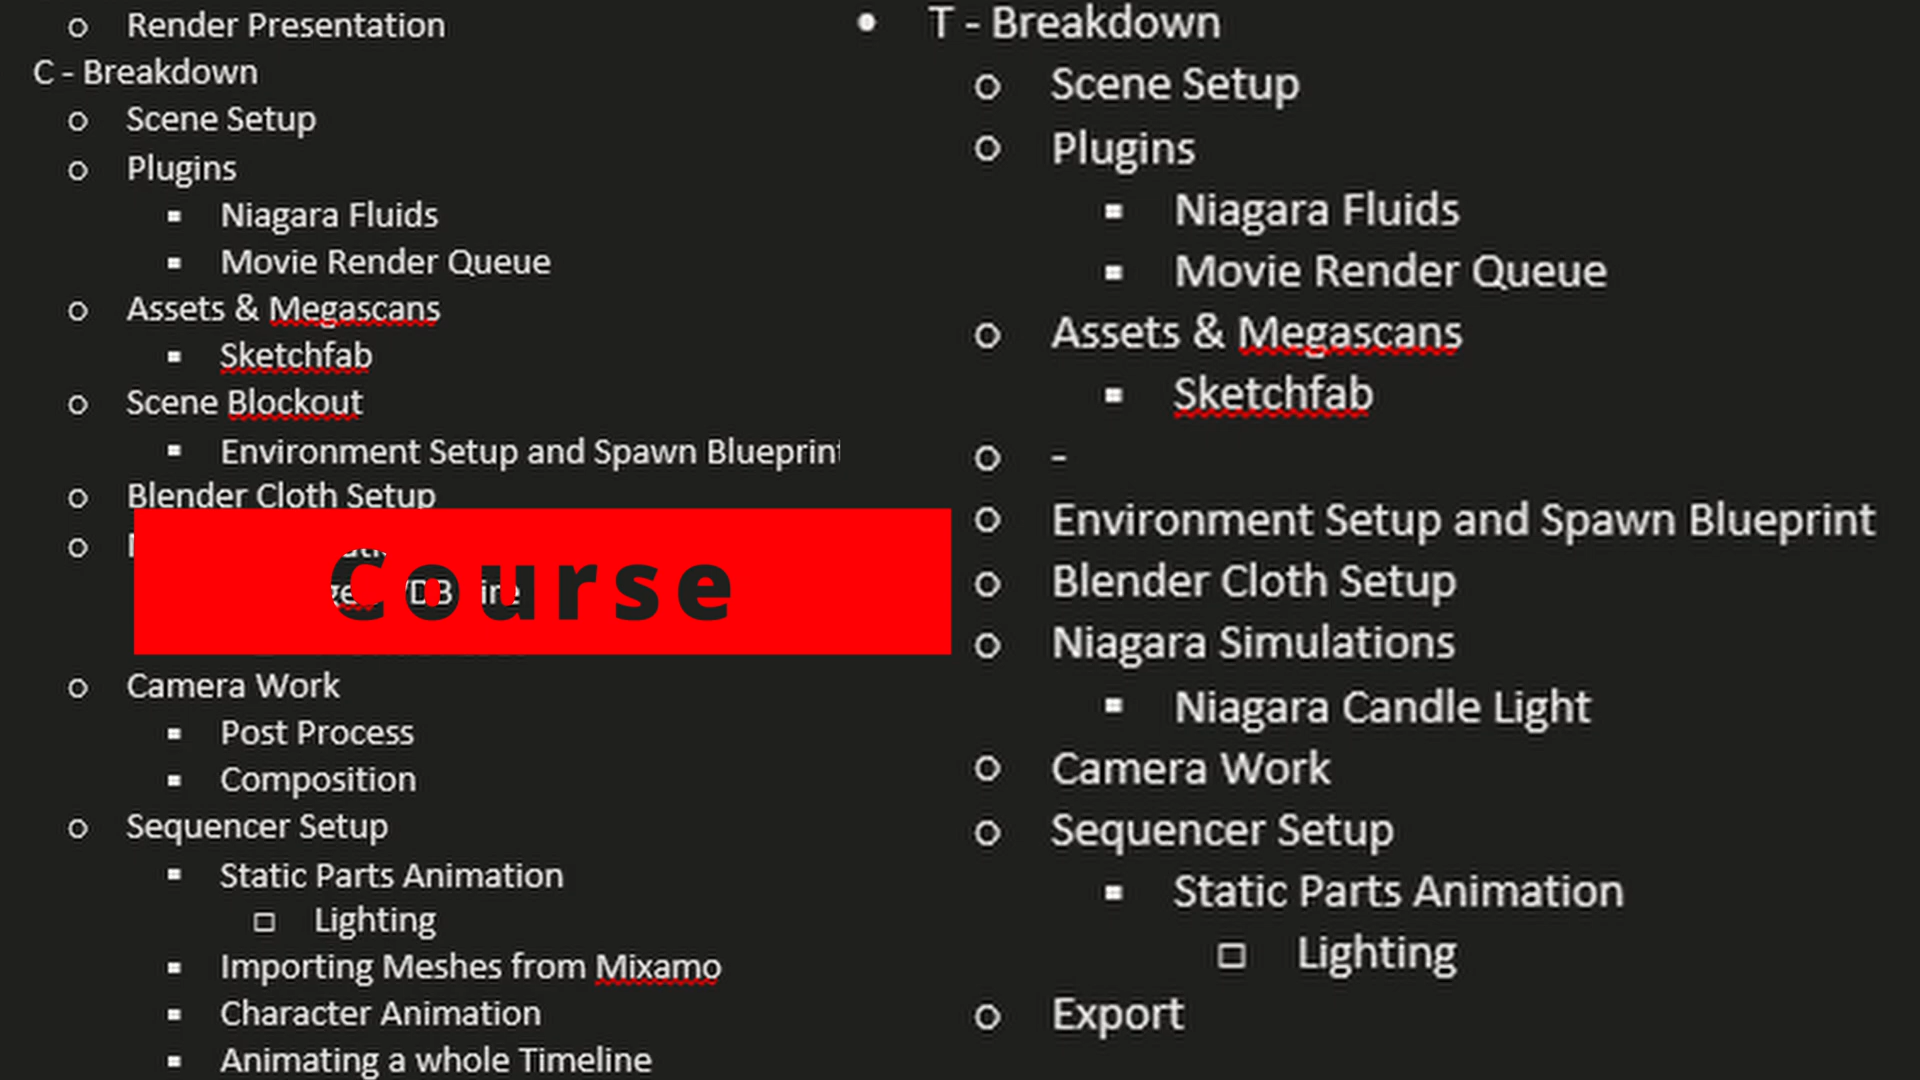 Render Presentation
C - Breakdown
Scene Setup
Plugins
Niagara Fluids
Movie Render Queue
Assets & Megascans
Sketchfab
Scene Blockout
Environment Setup and Spawn Blueprint
Blender Cloth Setup
Course
Camera Work
Post Process
Composition
Sequencer Setup
Static Parts Animation
Lighting
Importing Meshes from Mixamo
Character Animation
Animating a whole Timeline
T - Breakdown
Scene Setup
Plugins
Niagara Fluids
Movie Render Queue
Assets & Megascans
Sketchfab
-
Environment Setup and Spawn Blueprint
Blender Cloth Setup
Niagara Simulations
Niagara Candle Light
Camera Work
Sequencer Setup
Static Parts Animation
Lighting
Export